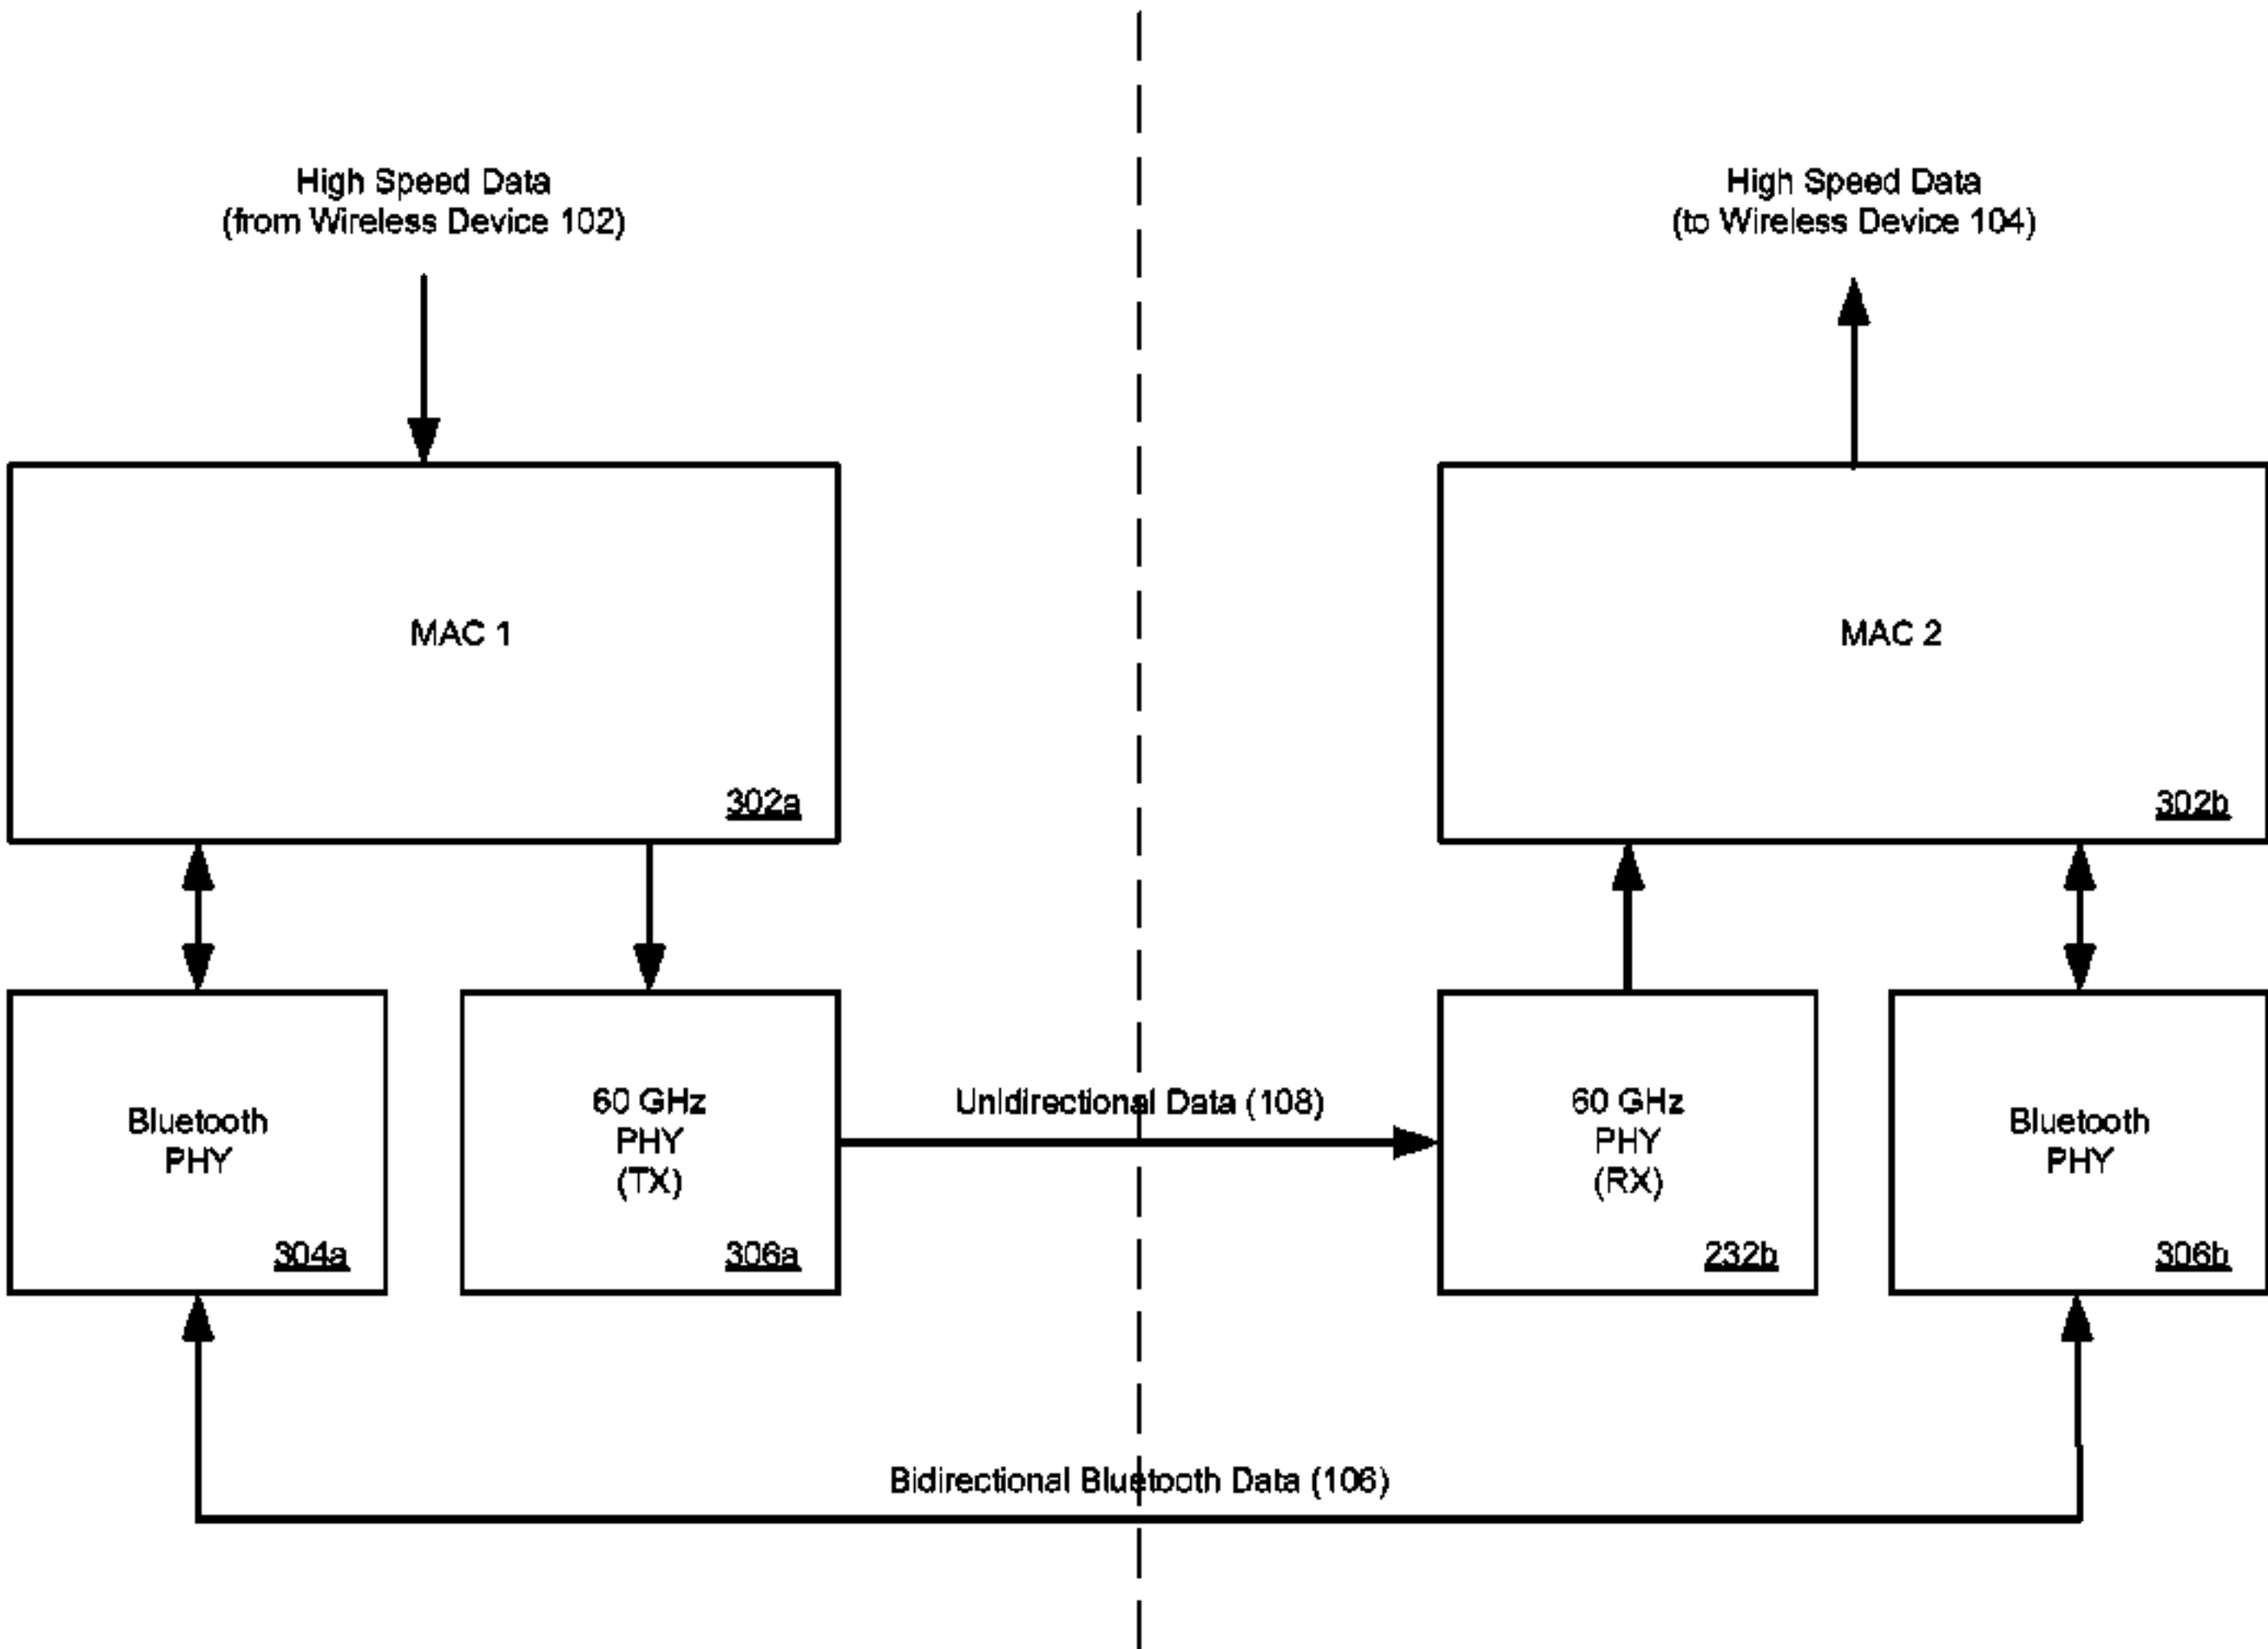 High Speed Data
(from Wireless Device 102)
High Speed Data
(to Wireless Device 104)
MAC 1
302a
MAC 2
302b
Bluetooth
PHY
304a
60 GHz
PHY
(TX)
306a
Unidirectional Data (108)
60 GHz
PHY
(RX)
232b
Bluetooth
PHY
306b
Bidirectional Bluetooth Data (106)